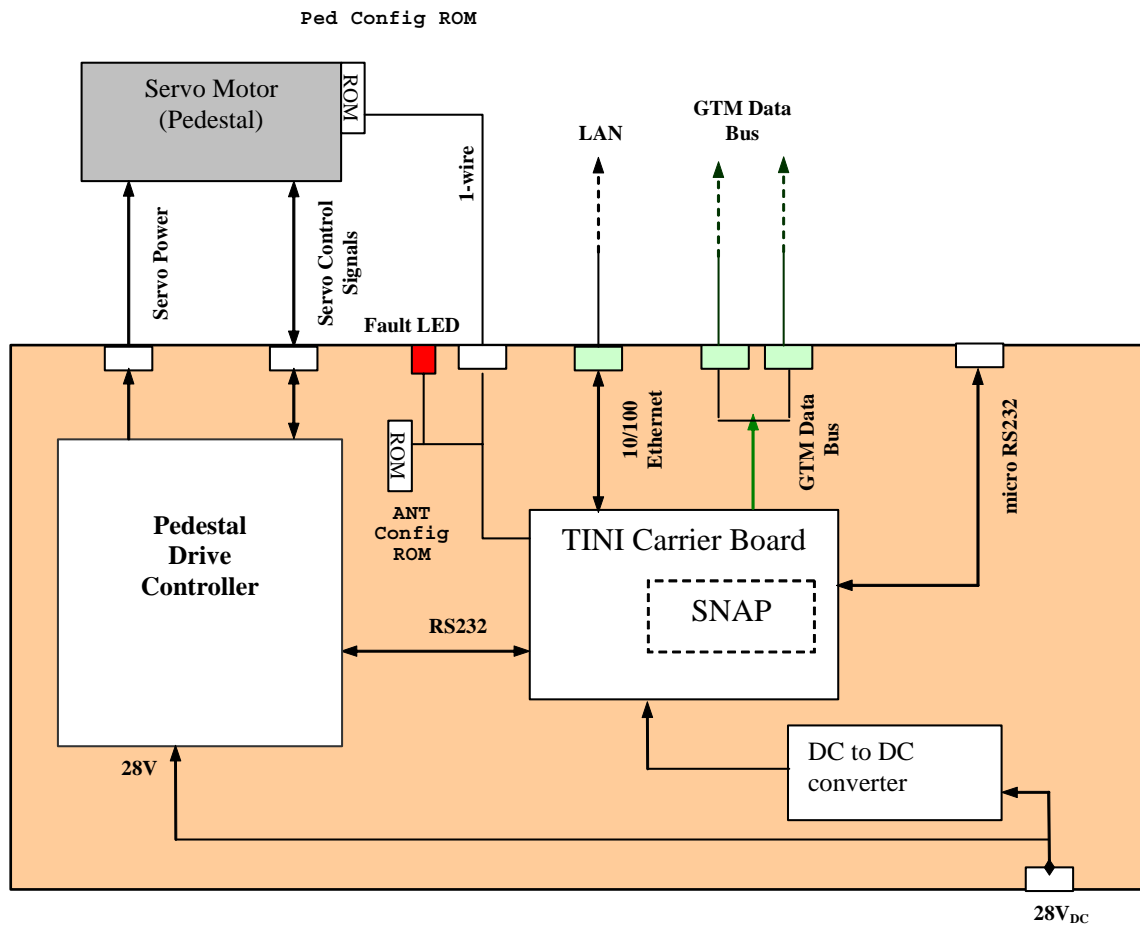 Ped Config ROM
Servo Motor
(Pedestal)
ROM
LAN
GTM Data
Bus
1-wire
Servo Power
Servo Control
Signals
Fault LED
10/100
Ethernet
GTM Data
Bus
micro RS232
ROM
ANT
Config
ROM
Pedestal
Drive
Controller
TINI Carrier Board
SNAP
RS232
28V
DC to DC
converter
28VDC